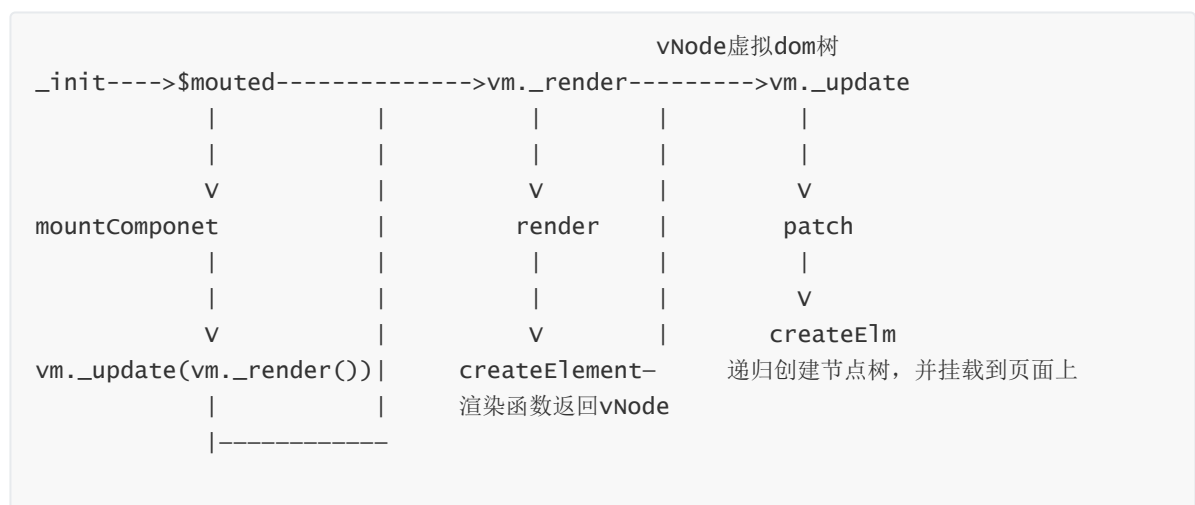 vNode虚拟dom树
_init---->$mouted-------------->vm._render--------->vm._update
| | | | |
| | | | |
v | v | v
mountComponet | render | patch
| | | | |
| | | | v
v | v | createElm
vm._update(vm._render())| createElement— 递归创建节点树，并挂载到页面上
| | 渲染函数返回vNode
|————————————